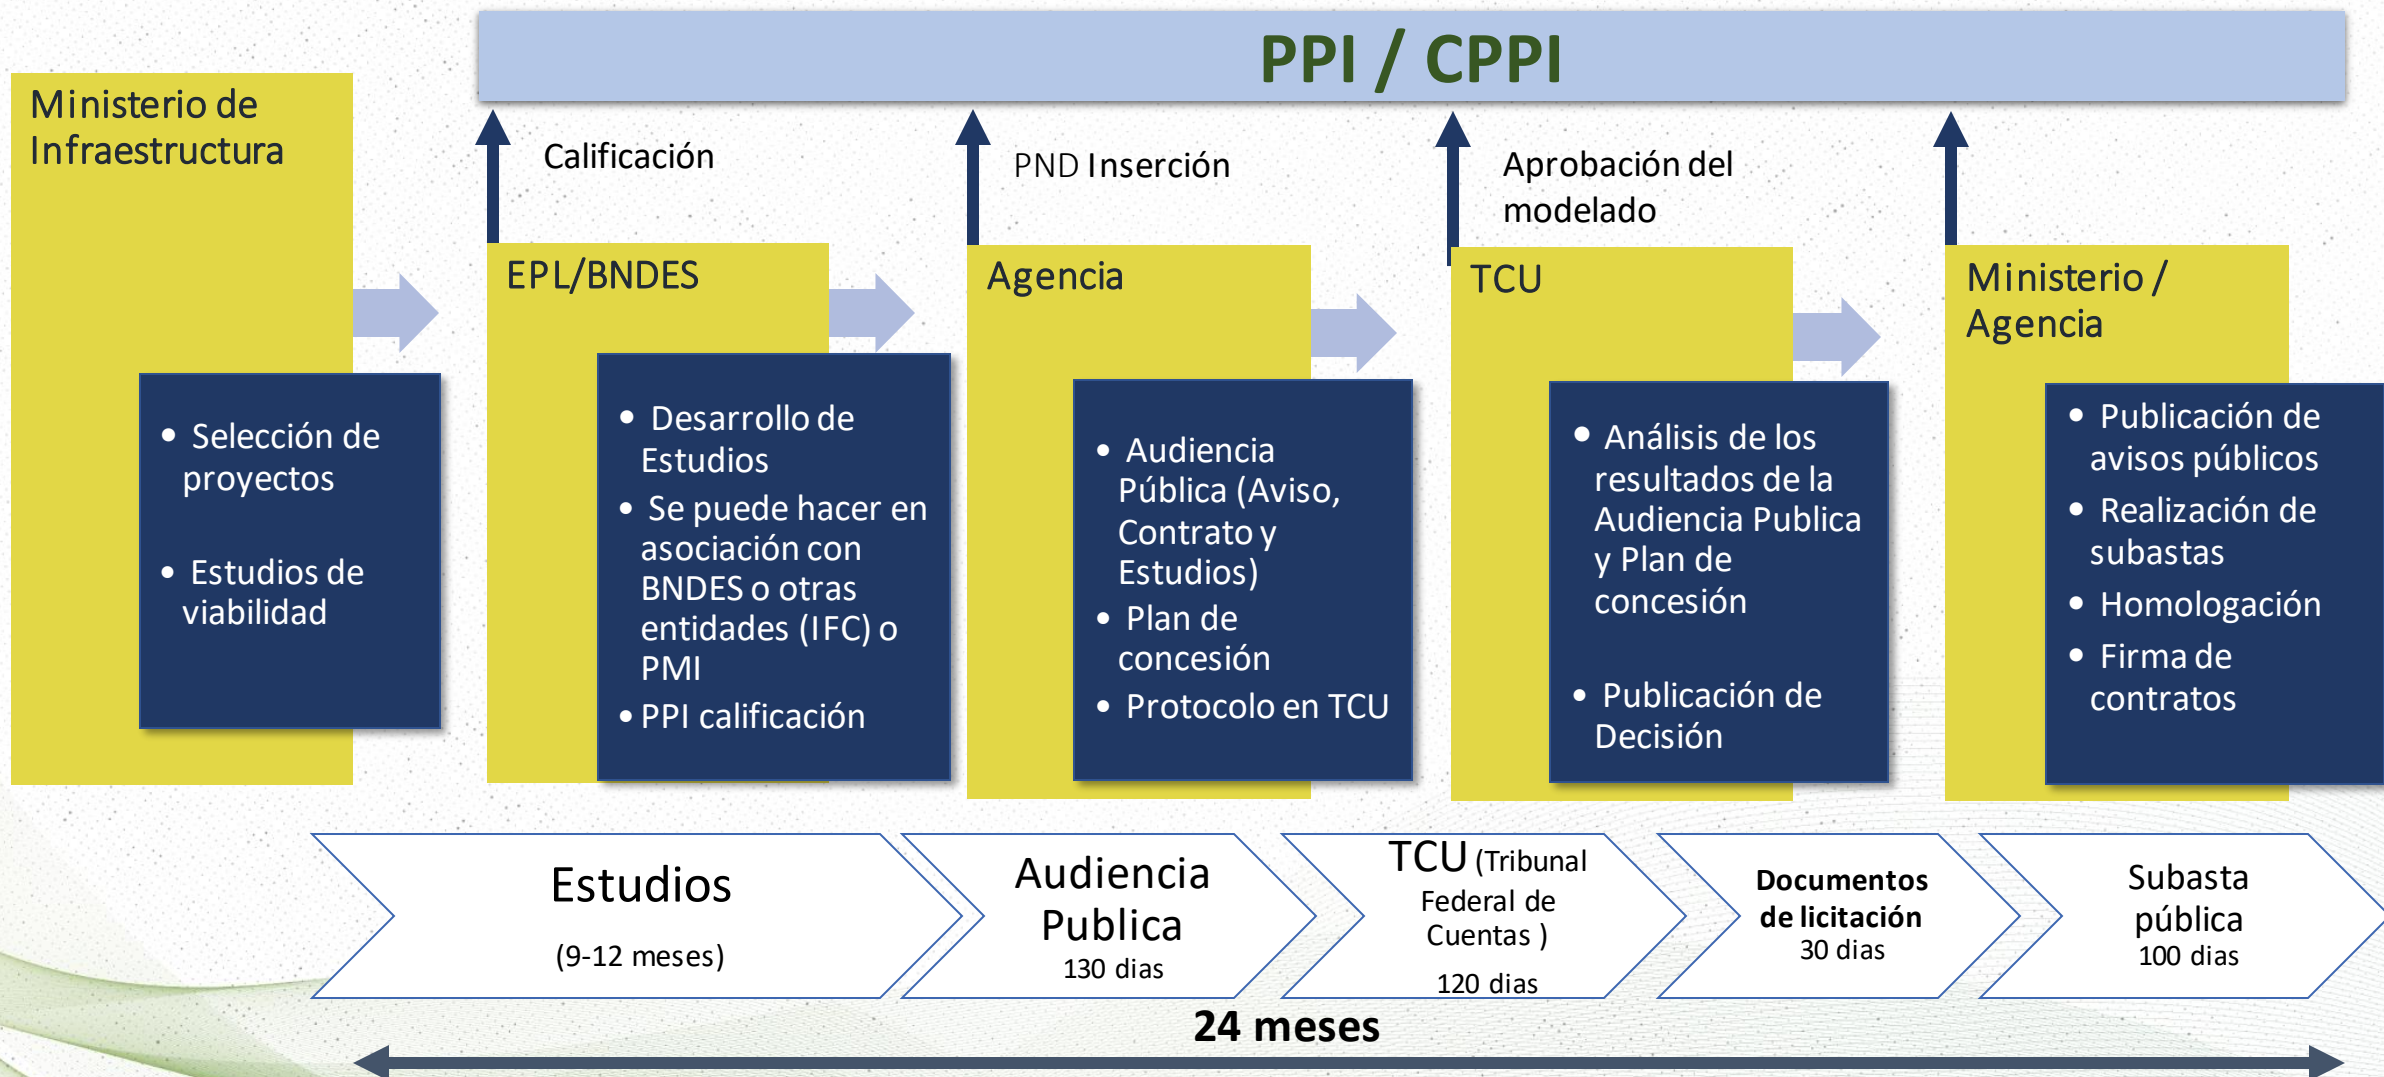 PPI / CPPI
Ministerio de
Infraestructura
• Selección de
proyectos
• Estudios de
viabilidad
Calificación
EPL/BNDES
• Desarrollo de
Estudios
• Se puede hacer en
asociación con
BNDES o otras
entidades (IFC) o
PMI
• PPI calificación
PND Inserción
Agencia
• Audiencia
Pública (Aviso,
Contrato y
Estudios)
• Plan de
concesión
• Protocolo en TCU
Aprobación del
modelado
TCU
• Análisis de los
resultados de la
Audiencia Publica
y Plan de
concesión
• Publicación de
Decisión
Ministerio /
Agencia
• Publicación de
avisos públicos
• Realización de
subastas
• Homologación
• Firma de
contratos
Estudios
(9-12 meses)
Audiencia
Publica
130 dias
TCU (Tribunal
Federal de
Cuentas )
120 dias
Documentos
de licitación
30 dias
Subasta
pública
100 dias
24 meses